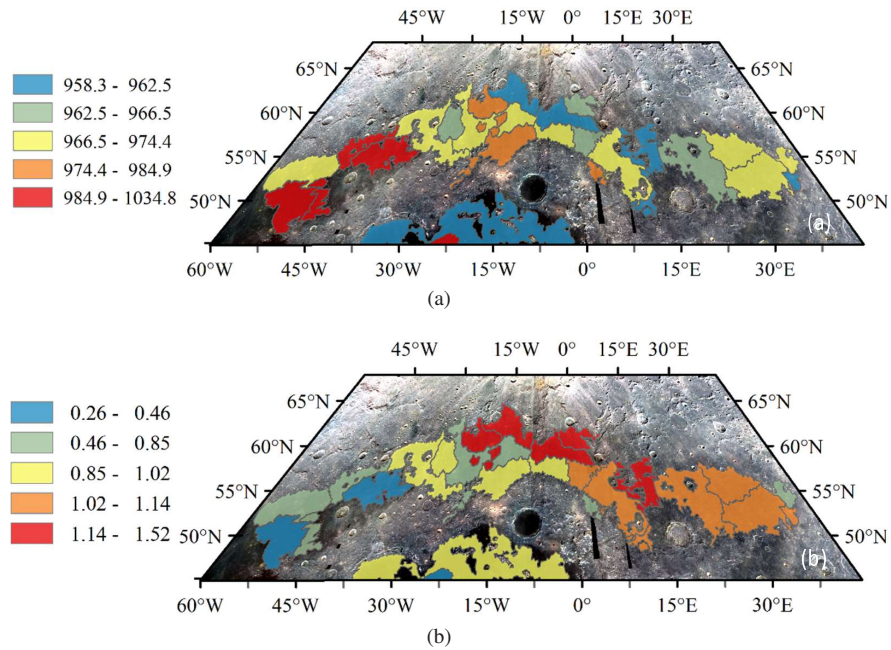 45°W 15°W 0° 15°E 30°E
65°N 65°N
958.3 - 962.5
962.5 - 966.5
966.5 - 974.4
974.4 - 984.9
984.9 - 1034.8
60°N 60°N
55°N 55°N
50°N 50°N
(a)
60°W 45°W 30°W 15°W 0° 15°E 30°E
(a)
45°W 15°W 0° 15°E 30°E
65°N 65°N
0.26 - 0.46
0.46 - 0.85
0.85 - 1.02
1.02 - 1.14
1.14 - 1.52
60°N 60°N
55°N 55°N
50°N 50°N
(b)
60°W 45°W 30°W 15°W 0° 15°E 30°E
(b)